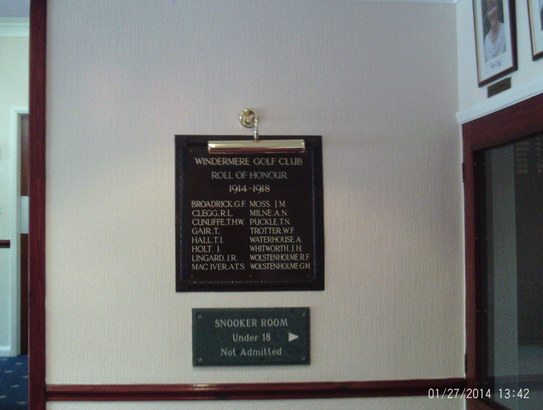 WINDERMERE GOLF CLUB
ROLL OF HONOUR
1914-1918
BROADRICK.G.F. MOSS. J.M
CLEGG. R.L. MILNE.A.N.
CUNLIFFE.T.H.W. PUCKLE.T.N.
GAIR.T. TROTTER.W.F
HALL.T.I. WATERHOUSE.A.
HOLT. J. WHITWORTH. J.H
LINGARD. J.R. WOLSTENHOLME.R.F
MAC IVER.A.T.S WOLSTENHOLME.G.M
SNOOKER ROOM
Under 18
Not Admitted
01/27/2014 13:42